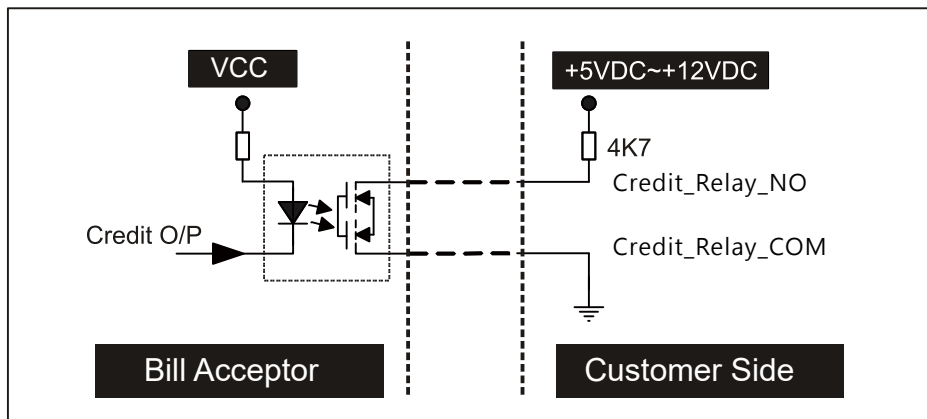 VCC
+5VDC~+12VDC
4K7
Credit_Relay_NO
Credit O/P
Credit_Relay_COM
Bill Acceptor
Customer Side